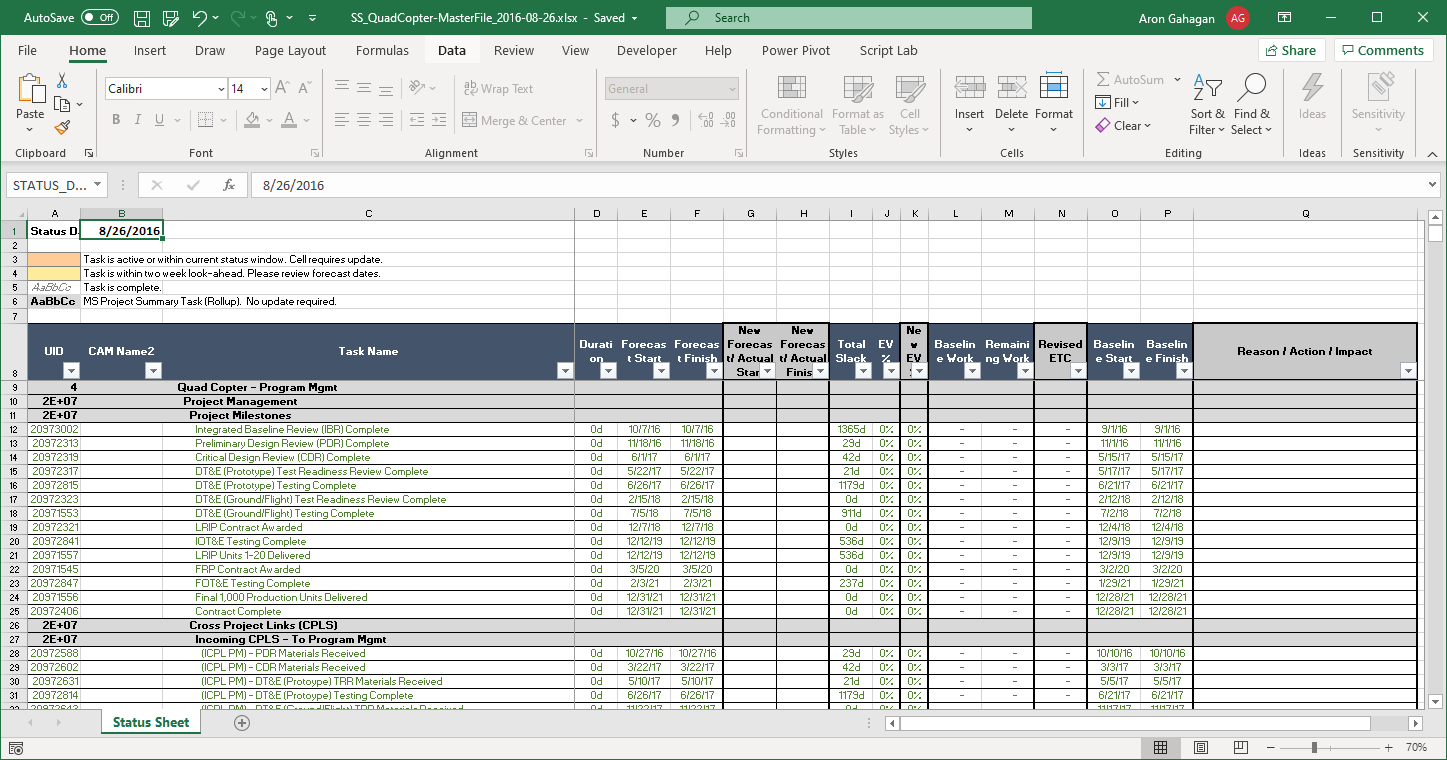 AutoSave Off SS_QuadCopter-MasterFile_2016-08-26.xlsx - Saved Search Aron Gahagan AG
File Home Insert Draw Page Layout Formulas Data Review View Developer Help Power Pivot Script Lab Share Comments
Calibri 14 ab Wrap Text General AutoSum
Paste B I U Merge & Center $ % Conditional Formatting Format as Table Cell Styles Insert Delete Format Fill Clear Sort & Filter Find & Select Ideas Sensitivity
Clipboard Font Alignment Number Styles Cells Editing Ideas Sensitivity
STATUS_D... fx 8/26/2016
A B C D E F G H I J K L M N O P Q
1 Status D 8/26/2016
2
3 Task is active or within current status window. Cell requires update.
4 Task is within two week look-ahead. Please review forecast dates.
5 AaBbCc Task is complete.
6 AaBbCc MS Project Summary Task (Rollup). No update required.
7
8 UID CAM Name2 Task Name Durati on Forecas t Start Forecas t Finish New Forecas t/ Actual Star New Forecas t/ Actual Finis Total Slack EV % Ne w EV Baselin e Work Remaini ng Work Revised ETC Baselin e Start Baselin e Finish Reason / Action / Impact
9 4 Quad Copter - Program Mgmt
10 2E+07 Project Management
11 2E+07 Project Milestones
12 20973002 Integrated Baseline Review (IBR) Complete 0d 10/7/16 10/7/16 1365d 0% 0% - - 9/1/16 9/1/16
13 20972313 Preliminary Design Review (PDR) Complete 0d 11/18/16 11/18/16 29d 0% 0% - - 11/1/16 11/1/16
14 20972319 Critical Design Review (CDR) Complete 0d 6/1/17 6/1/17 42d 0% 0% - - 5/15/17 5/15/17
15 20972317 DT&E (Prototype) Test Readiness Review Complete 0d 5/22/17 5/22/17 21d 0% 0% - - 5/17/17 5/17/17
16 20972815 DT&E (Prototype) Testing Complete 0d 6/26/17 6/26/17 1179d 0% 0% - - 6/21/17 6/21/17
17 20972323 DT&E (Ground/Flight) Test Readiness Review Complete 0d 2/15/18 2/15/18 0d 0% 0% - - 2/12/18 2/12/18
18 20971553 DT&E (Ground/Flight) Testing Complete 0d 7/5/18 7/5/18 911d 0% 0% - - 7/2/18 7/2/18
19 20972321 LRIP Contract Awarded 0d 12/7/18 12/7/18 0d 0% 0% - - 12/4/18 12/4/18
20 20972841 IOT&E Testing Complete 0d 12/12/19 12/12/19 536d 0% 0% - - 12/9/19 12/9/19
21 20971557 LRIP Units 1-20 Delivered 0d 12/12/19 12/12/19 536d 0% 0% - - 12/9/19 12/9/19
22 20971545 FRP Contract Awarded 0d 3/5/20 3/5/20 0d 0% 0% - - 3/2/20 3/2/20
23 20972847 FOT&E Testing Complete 0d 2/3/21 2/3/21 237d 0% 0% - - 1/29/21 1/29/21
24 20971556 Final 1,000 Production Units Delivered 0d 12/31/21 12/31/21 0d 0% 0% - - 12/28/21 12/28/21
25 20972406 Contract Complete 0d 12/31/21 12/31/21 0d 0% 0% - - 12/28/21 12/28/21
26 2E+07 Cross Project Links (CPLS)
27 2E+07 Incoming CPLS - To Program Mgmt
28 20972588 (ICPL PM) - PDR Materials Received 0d 10/27/16 10/27/16 29d 0% 0% - - 10/10/16 10/10/16
29 20972602 (ICPL PM) - CDR Materials Received 0d 3/22/17 3/22/17 42d 0% 0% - - 3/3/17 3/3/17
30 20972631 (ICPL PM) - DT&E (Protoype) TRR Materials Received 0d 5/10/17 5/10/17 21d 0% 0% - - 5/5/17 5/5/17
31 20972814 (ICPL PM) - DT&E (Protoype) Testing Complete 0d 6/26/17 6/26/17 1179d 0% 0% - - 6/21/17 6/21/17
Status Sheet
70%